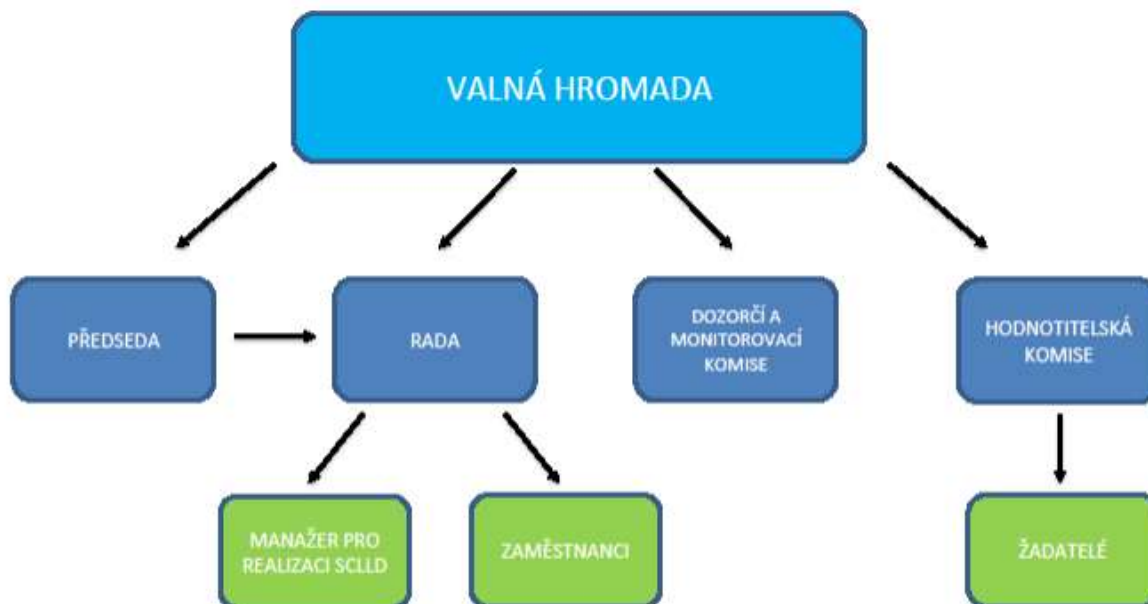 VALNÁ HROMADA
PŘEDSEDA
RADA
DOZORČÍ A
MONITOROVACÍ
KOMISE
HODNOTITELSKÁ
KOMISE
MANAŽER PRO
REALIZACI SCLLD
ZAMĚSTNANCI
ŽADATELÉ